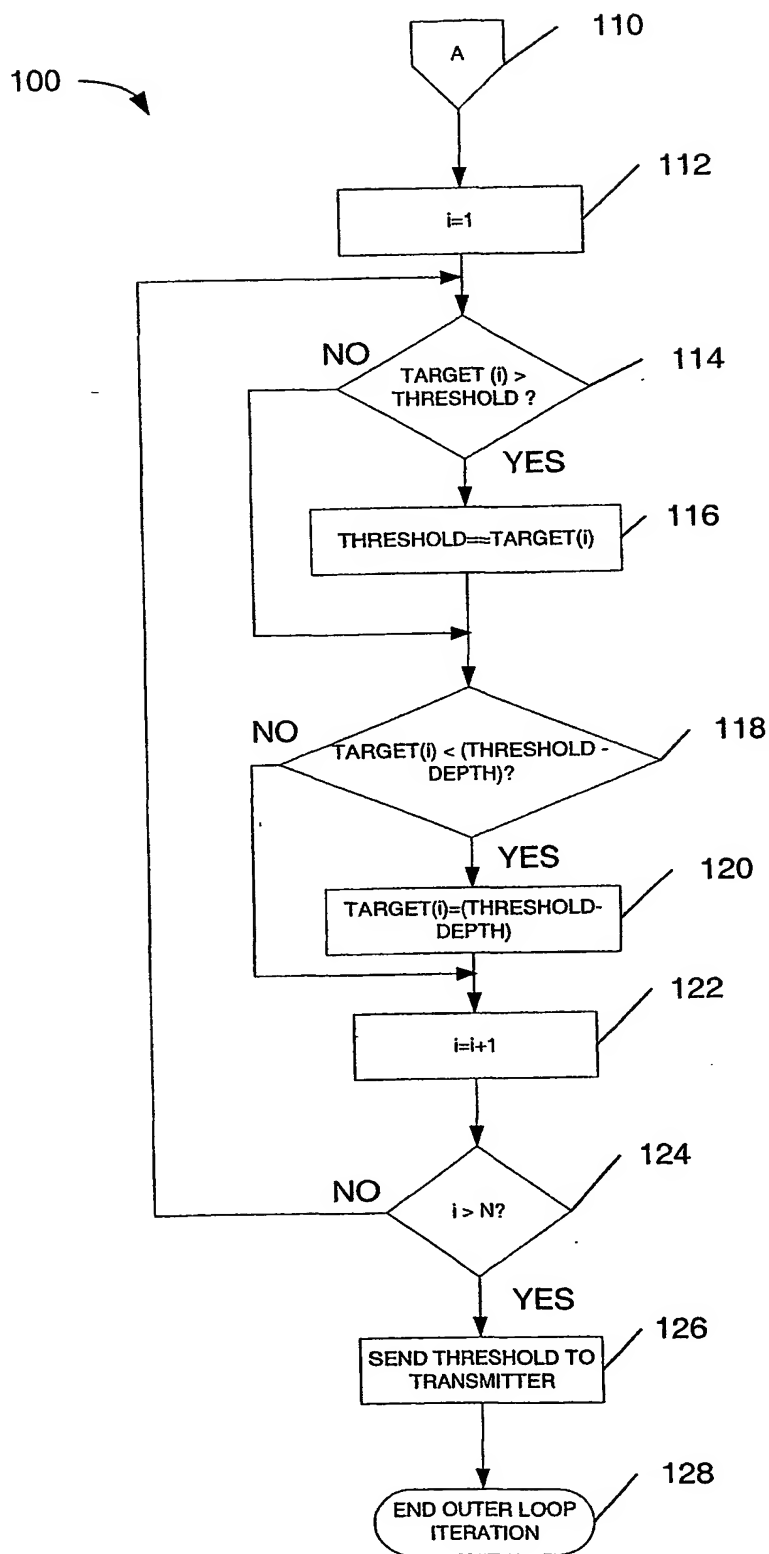 110
A
100
112
i=1
NO
114
TARGET (i) >
THRESHOLD ?
YES
116
THRESHOLD==TARGET(i)
NO
118
TARGET(i) < (THRESHOLD -
DEPTH)?
YES
120
TARGET(i)=(THRESHOLD-
DEPTH)
122
i=i+1
124
NO
i > N?
YES
126
SEND THRESHOLD TO
TRANSMITTER
128
END OUTER LOOP
ITERATION